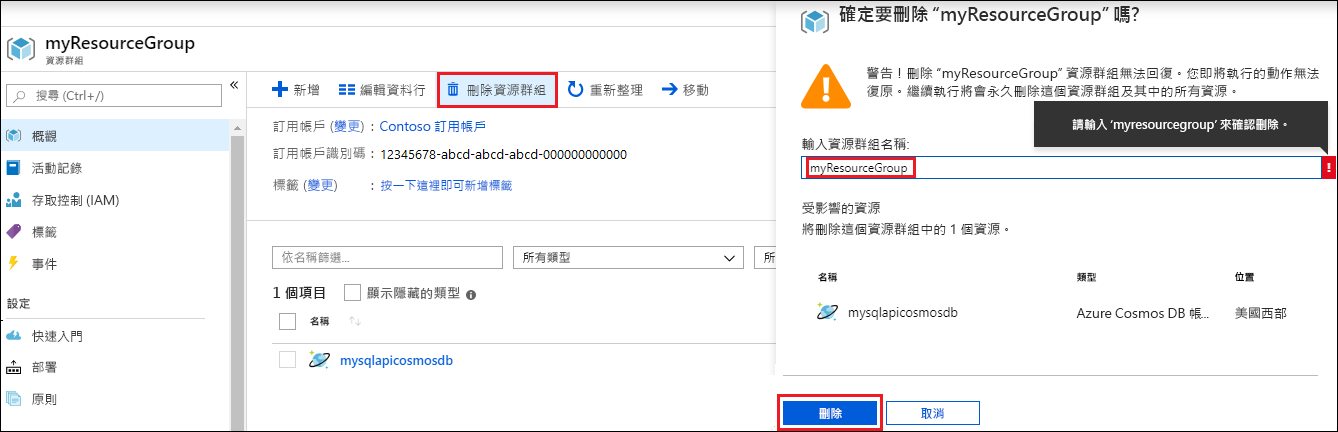 myResourceGroup
資源群組
搜尋 (Ctrl+/)
«
概觀
活動記錄
存取控制 (IAM)
標籤
事件
設定
快速入門
部署
原則
新增
編輯資料行
刪除資源群組
重新整理
移動
訂用帳戶 (變更) : Contoso 訂用帳戶
訂用帳戶識別碼 : 12345678-abcd-abcd-abcd-000000000000
標籤 (變更) : 按一下這裡即可新增標籤
依名稱篩選...
所有類型
所
1 個項目
顯示隱藏的類型
名稱
mysqlapicosmosdb
確定要刪除 “myResourceGroup” 嗎?
警告！刪除 “myResourceGroup” 資源群組無法回復。您即將執行的動作無法
復原。繼續執行將會永久刪除這個資源群組及其中的所有資源。
請輸入 ‘myresourcegroup’ 來確認刪除。
輸入資源群組名稱:
myResourceGroup
!
受影響的資源
將刪除這個資源群組中的 1 個資源。
名稱 類型 位置
mysqlapicosmosdb Azure Cosmos DB 帳... 美國西部
刪除
取消